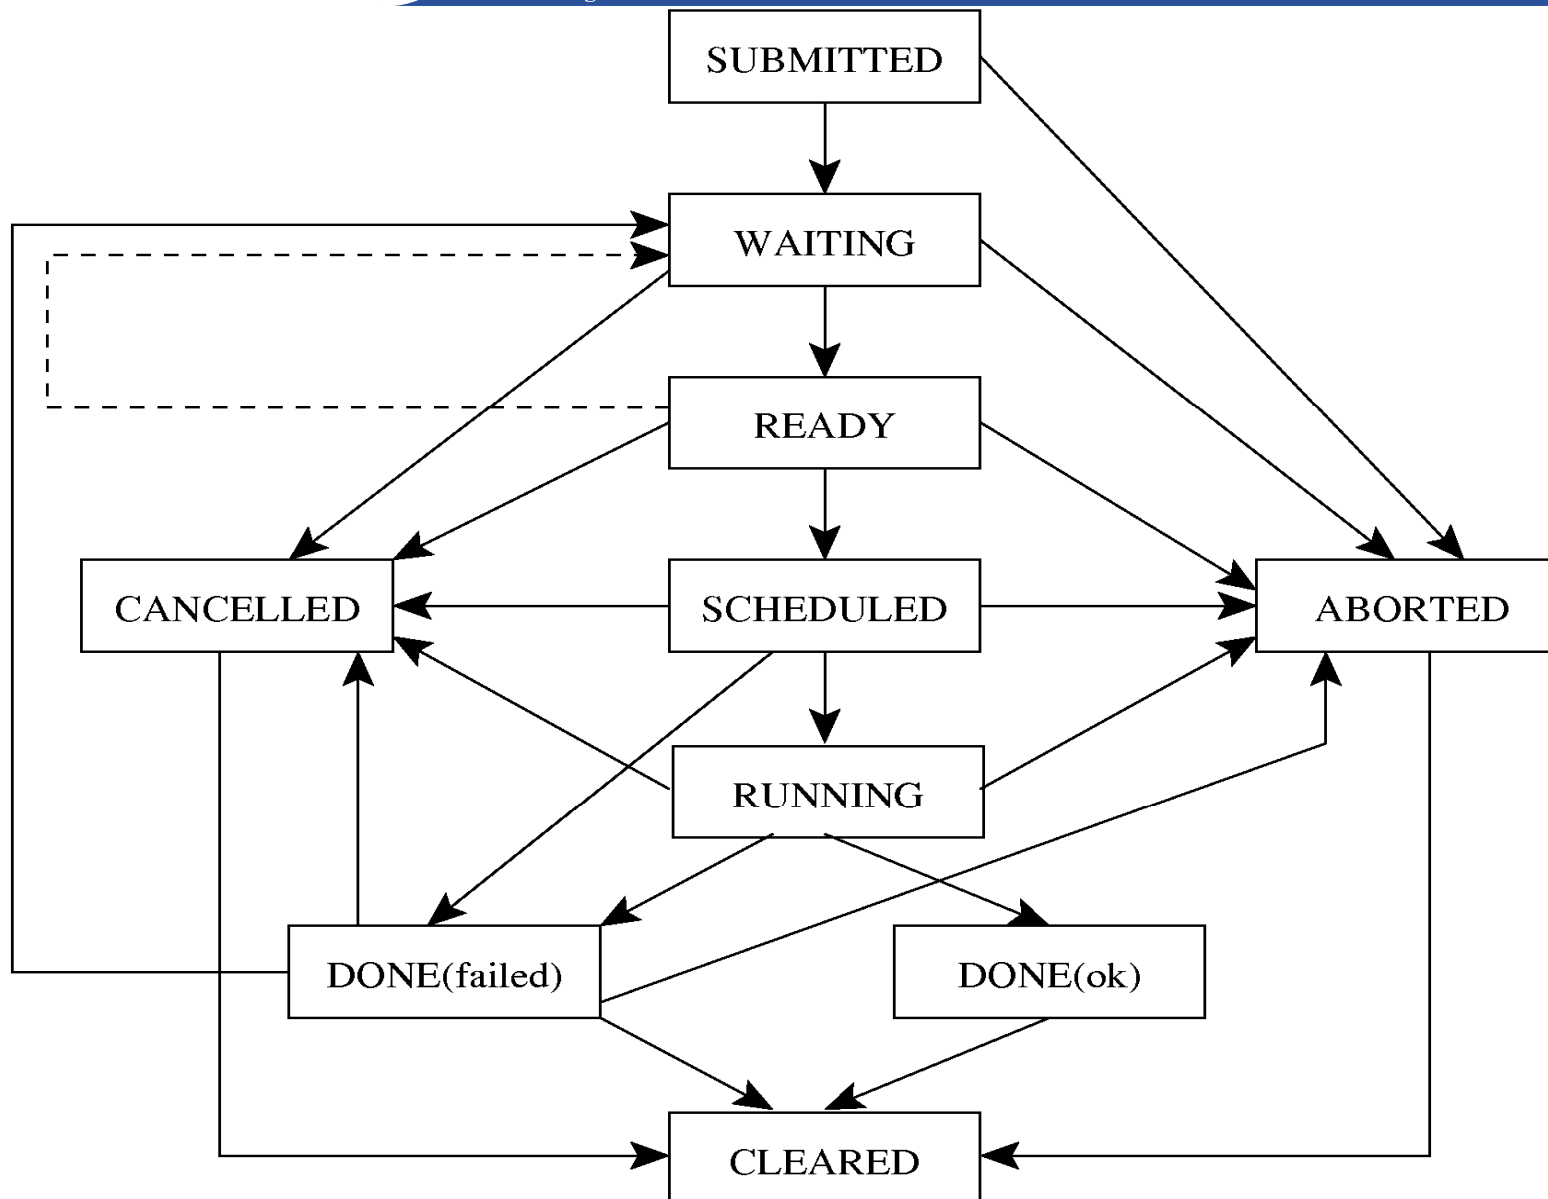 SUBMITTED
WAITING
READY
CANCELLED
SCHEDULED
ABORTED
RUNNING
DONE(failed)
DONE(ok)
CLEARED